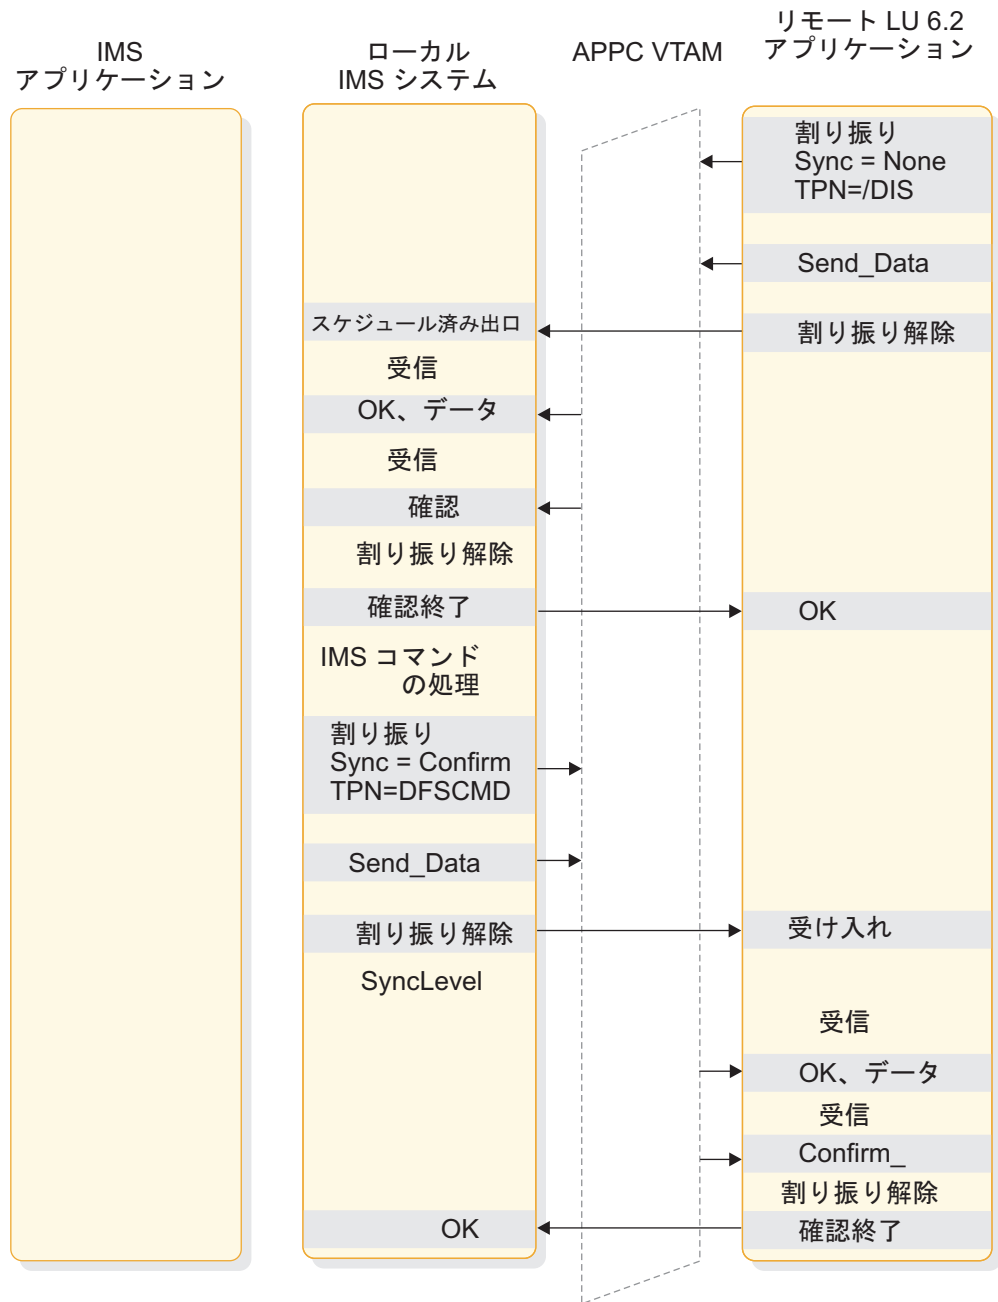 IMS
アプリケーション
ローカル
IMS システム
APPC VTAM
リモート LU 6.2
アプリケーション
割り振り
Sync = None
TPN=/DIS
Send_Data
スケジュール済み出口
割り振り解除
受信
OK、データ
受信
確認
割り振り解除
確認終了
OK
IMS コマンド
の処理
割り振り
Sync = Confirm
TPN=DFSCMD
Send_Data
割り振り解除
受け入れ
SyncLevel
受信
OK、データ
受信
Confirm_
割り振り解除
OK
確認終了